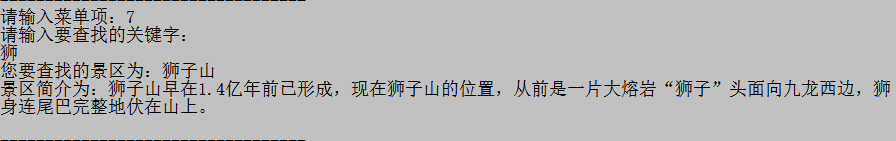 -----------------------------------
请输入菜单项：7
请输入要查找的关键字：
狮
您要查找的景区为：狮子山
景区简介为：狮子山早在1.4亿年前已形成，现在狮子山的位置，从前是一片大熔岩“狮子”头面向九龙西边，狮
身连尾巴完整地伏在山上。
-----------------------------------